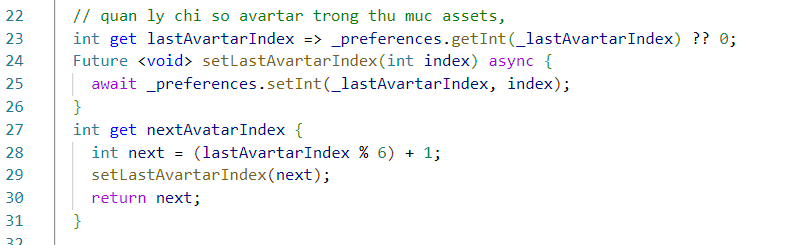 22 // quan ly chi so avartar trong thu muc assets,
23 int get lastAvartarIndex => _preferences.getInt(_lastAvartarIndex) ?? 0;
24 Future <void> setLastAvartarIndex(int index) async {
25 await _preferences.setInt(_lastAvartarIndex, index);
26 }
27 int get nextAvatarIndex {
28 int next = (lastAvartarIndex % 6) + 1;
29 setLastAvartarIndex(next);
30 return next;
31 }
32